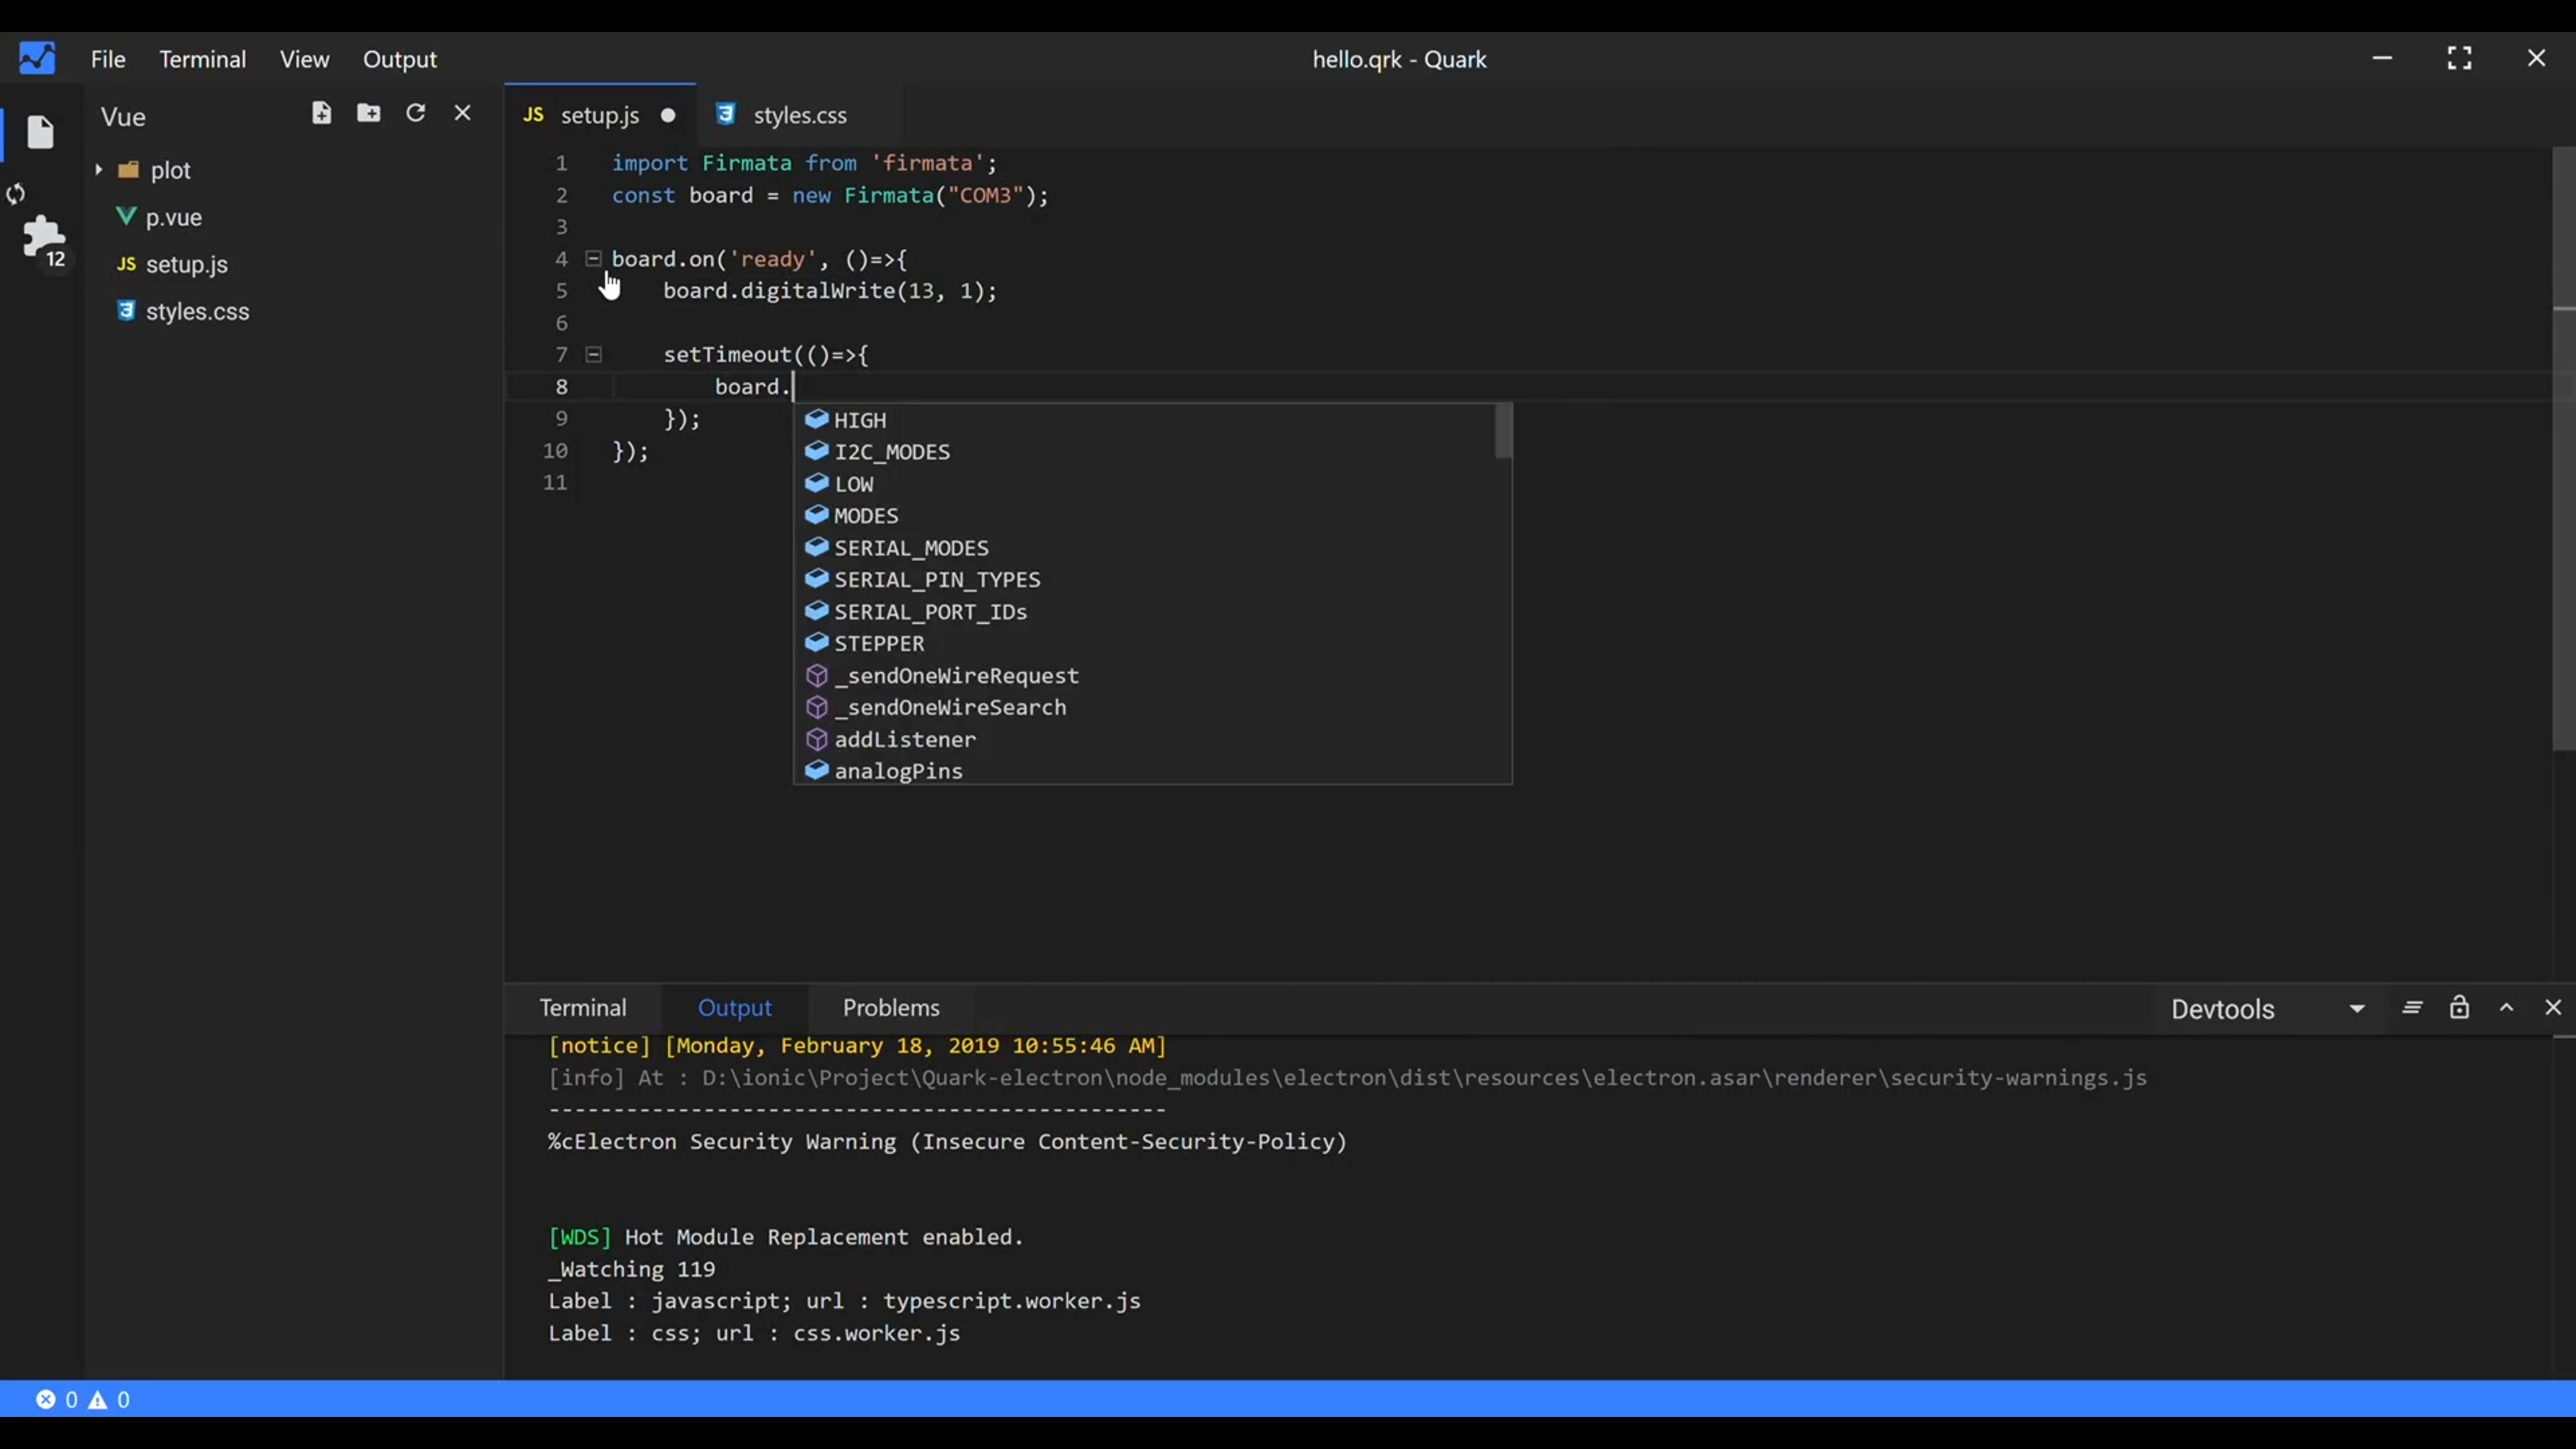 File Terminal View Output hello.qrk - Quark
Vue
plot
p.vue
setup.js
styles.css
12
JS setup.js styles.css
1 import Firmata from 'firmata';
2 const board = new Firmata("COM3");
3
4 board.on('ready', ()=>{
5 board.digitalWrite(13, 1);
6
7 setTimeout(()=>{
8 board.
9 });
10 });
11
HIGH
I2C_MODES
LOW
MODES
SERIAL_MODES
SERIAL_PIN_TYPES
SERIAL_PORT_IDs
STEPPER
_sendOneWireRequest
_sendOneWireSearch
addListener
analogPins
Terminal Output Problems Devtools
[notice] [Monday, February 18, 2019 10:55:46 AM]
[info] At : D:\ionic\Project\Quark-electron\node_modules\electron\dist\resources\electron.asar\renderer\security-warnings.js
------------------------------------------------
%cElectron Security Warning (Insecure Content-Security-Policy)
[WDS] Hot Module Replacement enabled.
_Watching 119
Label : javascript; url : typescript.worker.js
Label : css; url : css.worker.js
0 0